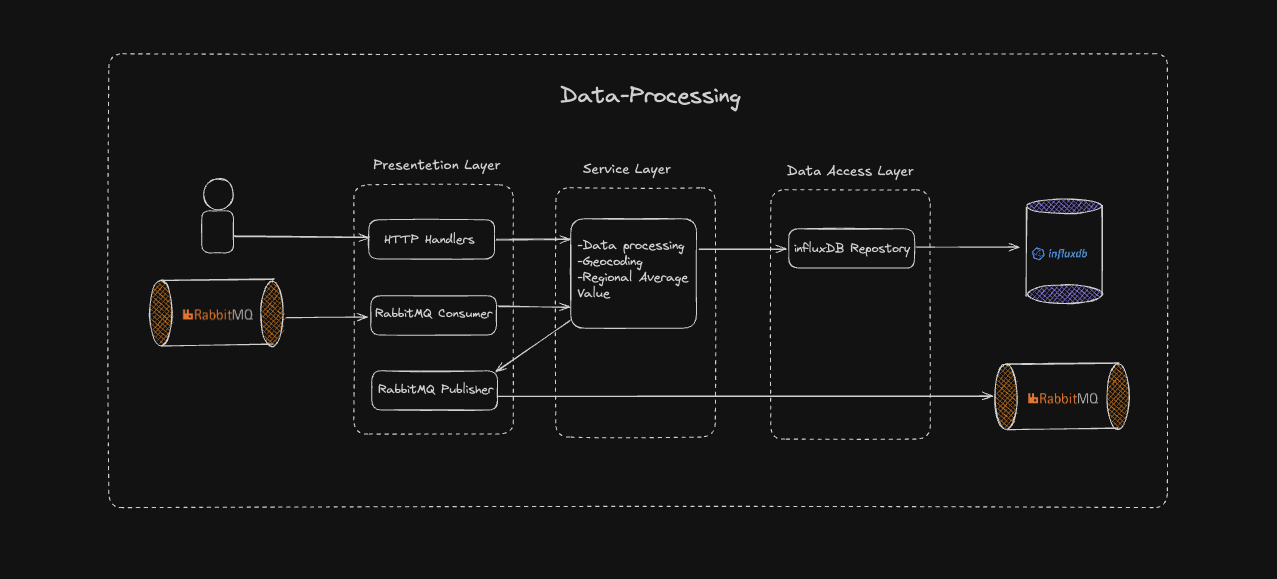 Data-Processing
Presentetion Layer
Service Layer
Data Access Layer
HTTP Handlers
-Data processing
-Geocoding
-Regional Average
Value
influxDB Repostory
influxdb
RabbitMQ
RabbitMQ Consumer
RabbitMQ Publisher
RabbitMQ